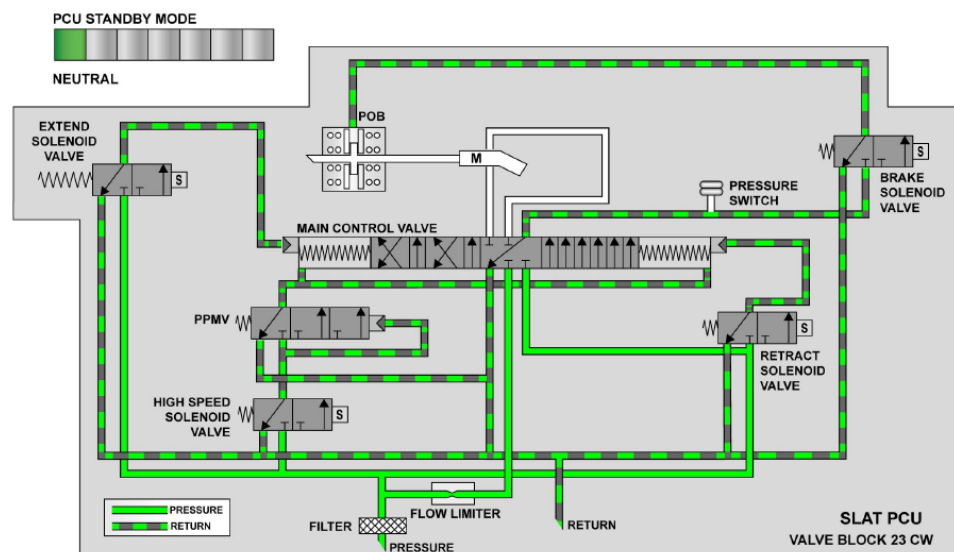 PCU STANDBY MODE
NEUTRAL
EXTEND
SOLENOID
VALVE
S
POB
M
S
BRAKE
SOLENOID
VALVE
PRESSURE
SWITCH
MAIN CONTROL VALVE
PPMV
S
RETRACT
SOLENOID
VALVE
HIGH SPEED
SOLENOID
VALVE
S
PRESSURE
RETURN
FLOW LIMITER
FILTER
PRESSURE
RETURN
SLAT PCU
VALVE BLOCK 23 CW